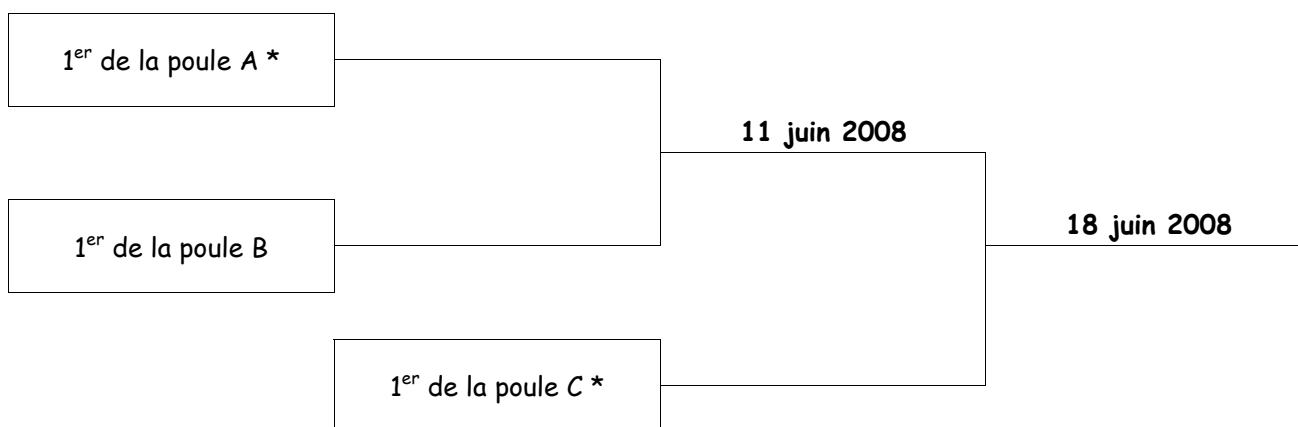 1er de la poule A *
11 juin 2008
1er de la poule B
18 juin 2008
1er de la poule C *